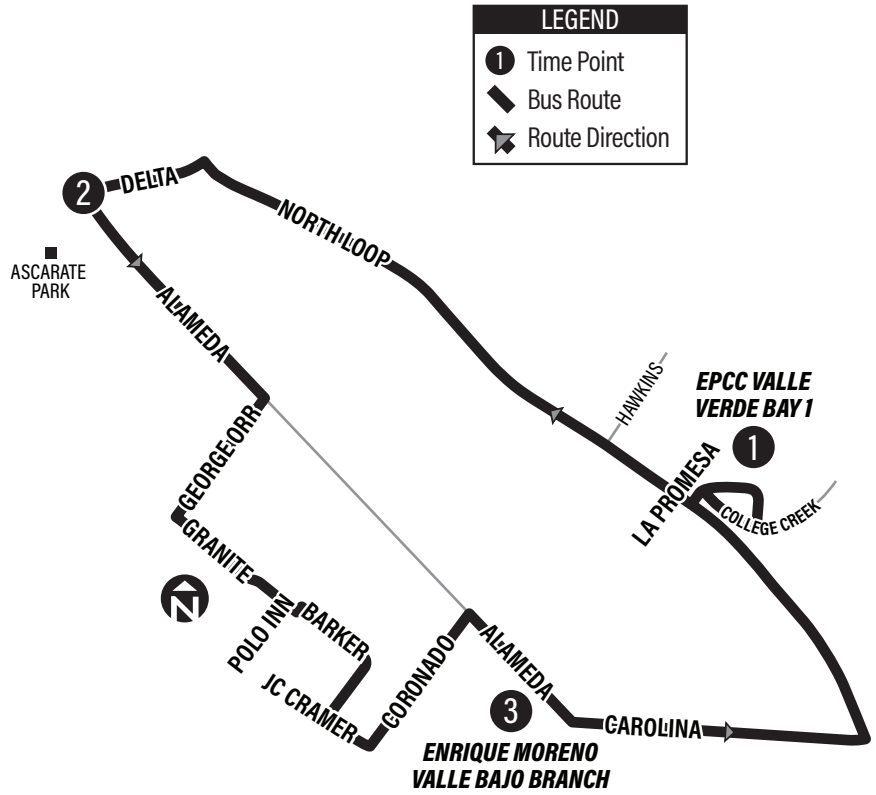 LEGEND
1 Time Point
Bus Route
Route Direction
2
DELTA
NORTH LOOP
ASCARATE
PARK
ALAMEDA
HAWKINS
EPCC VALLE
VERDE BAY 1
1
LA PROMESA
COLLEGE CREEK
GEORGE ORR
GRANITE
N
POLO INN
BARKER
JC CRAMER
CORONADO
ALAMEDA
3
CAROLINA
ENRIQUE MORENO
VALLE BAJO BRANCH